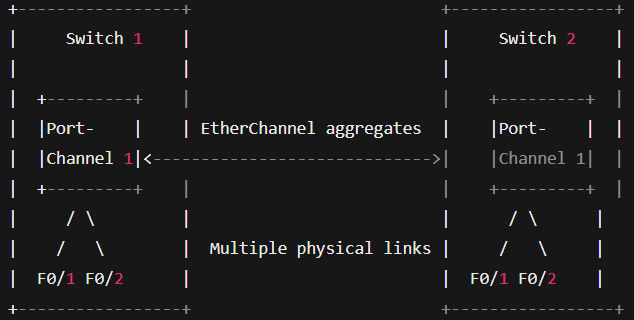 Switch 1 Switch 2
Port- EtherChannel aggregates Port-
Channel 1 Channel 1
Multiple physical links
F0/1 F0/2 F0/1 F0/2